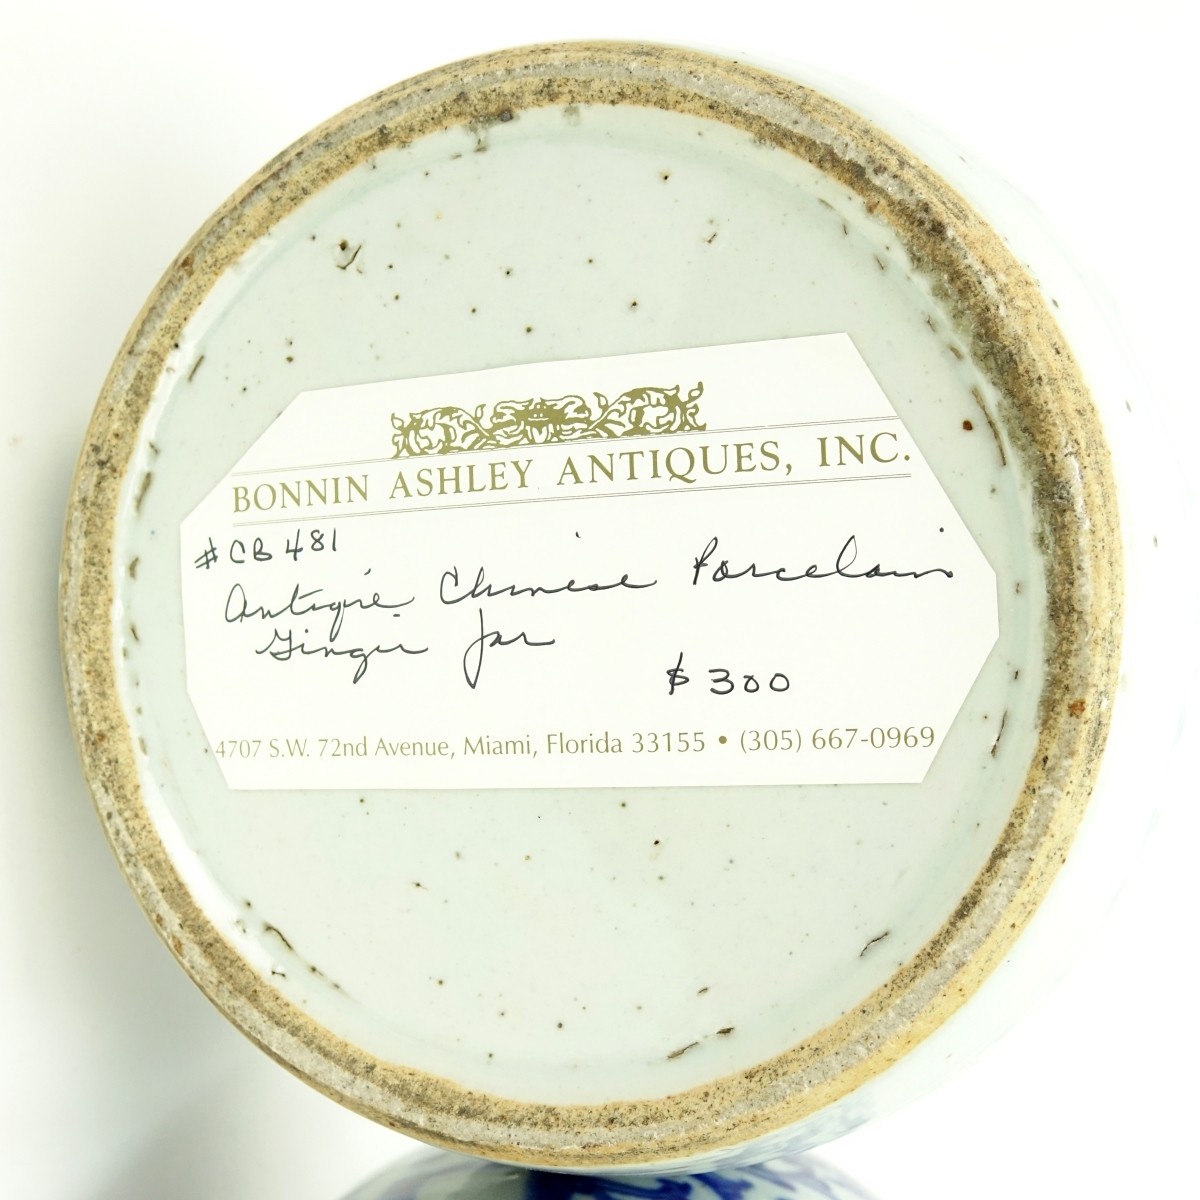 BONNIN ASHLEY ANTIQUES, INC.
#CB481
Antique Chinese Porcelain
Ginger Jar
$300
4707 S.W. 72nd Avenue, Miami, Florida 33155 • (305) 667-0969